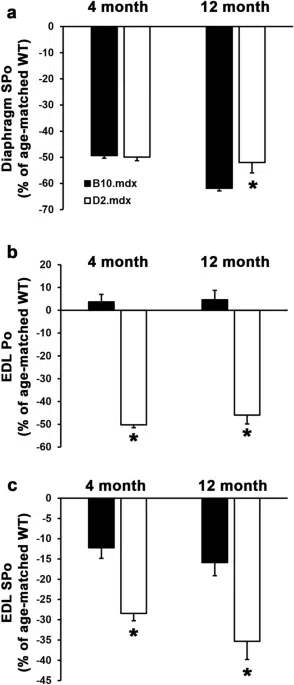 a
4 month 12 month
Diaphragm SPo
(% of age-matched WT)
0
-10
-20
-30
-40
-50
-60
-70
B10.mdx
D2.mdx
*
b
4 month 12 month
EDL Po
(% of age-matched WT)
20
10
0
-10
-20
-30
-40
-50
-60
* *
c
4 month 12 month
EDL SPo
(% of age-matched WT)
0
-5
-10
-15
-20
-25
-30
-35
-40
-45
* *